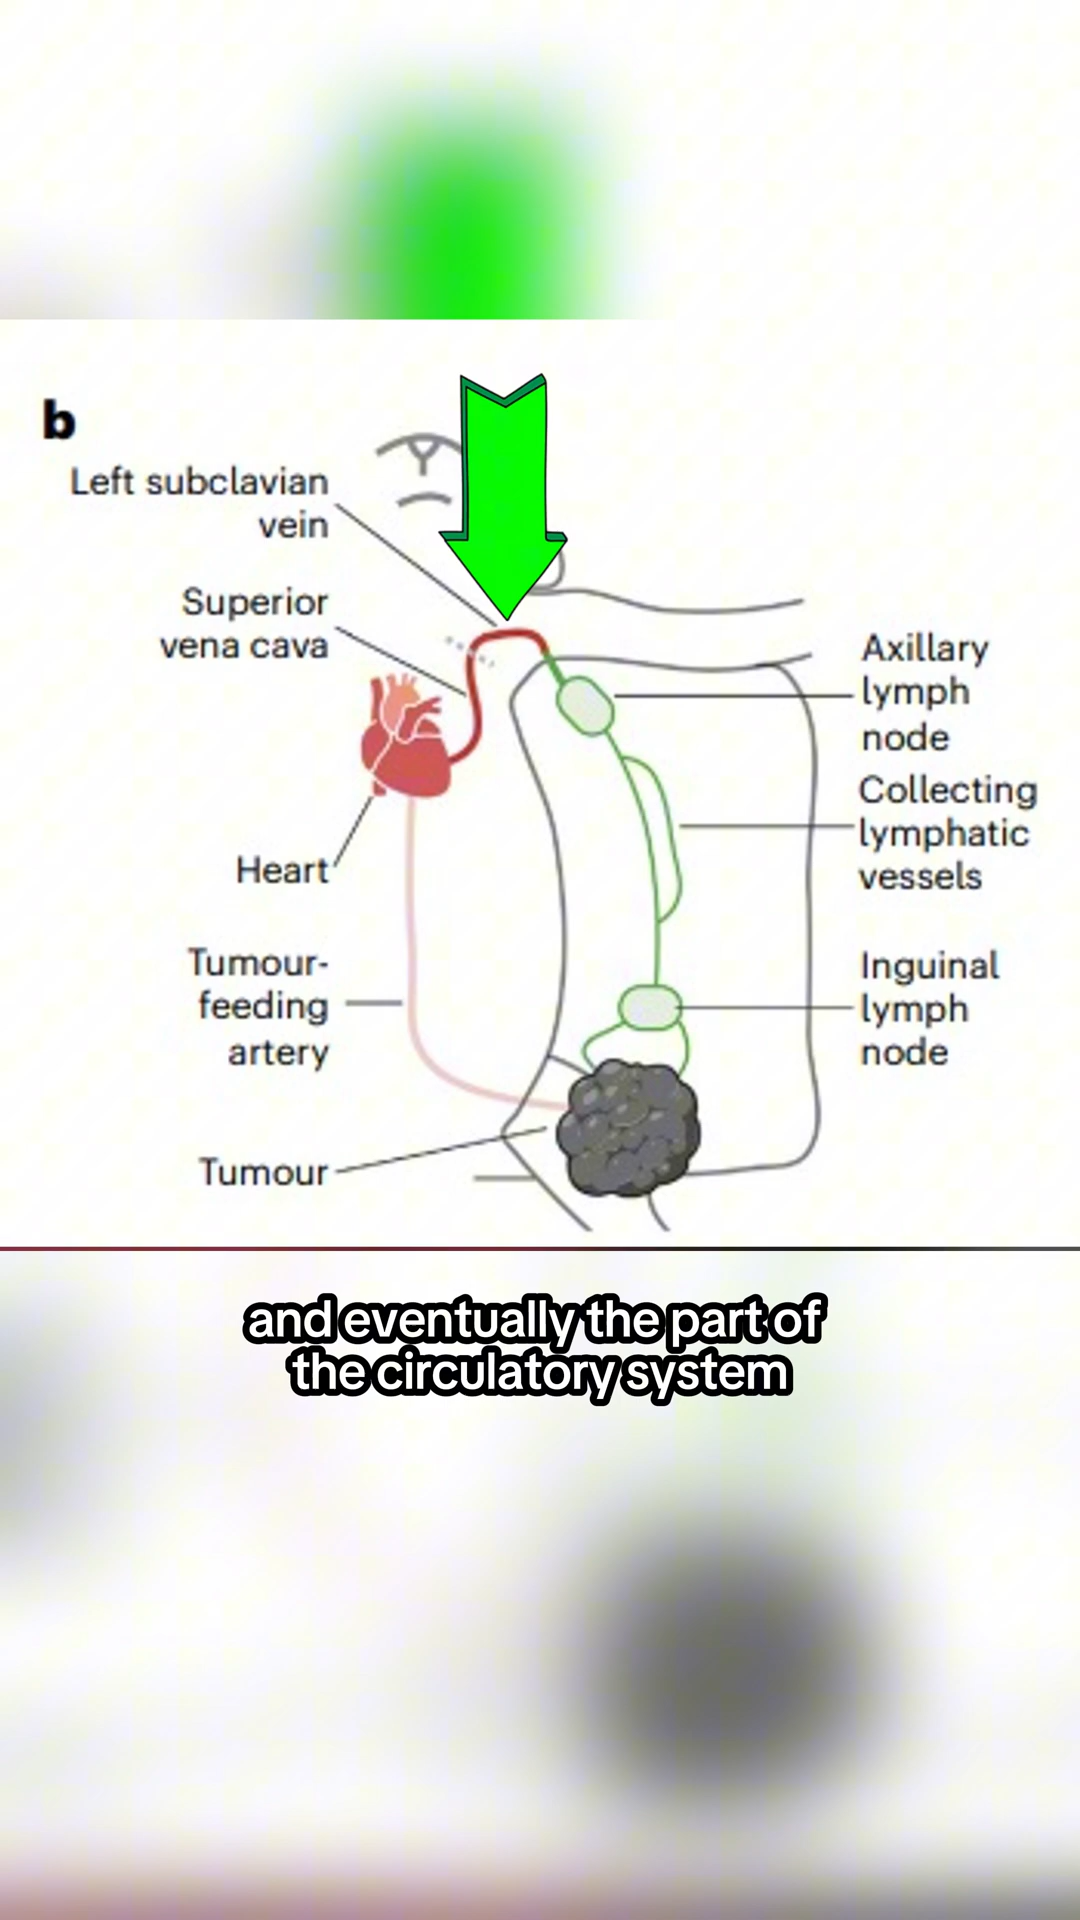 b
Left subclavian
vein
Superior
vena cava
Heart
Tumour-
feeding
artery
Tumour
Axillary
lymph
node
Collecting
lymphatic
vessels
Inguinal
lymph
node
and eventually the part of
the circulatory system